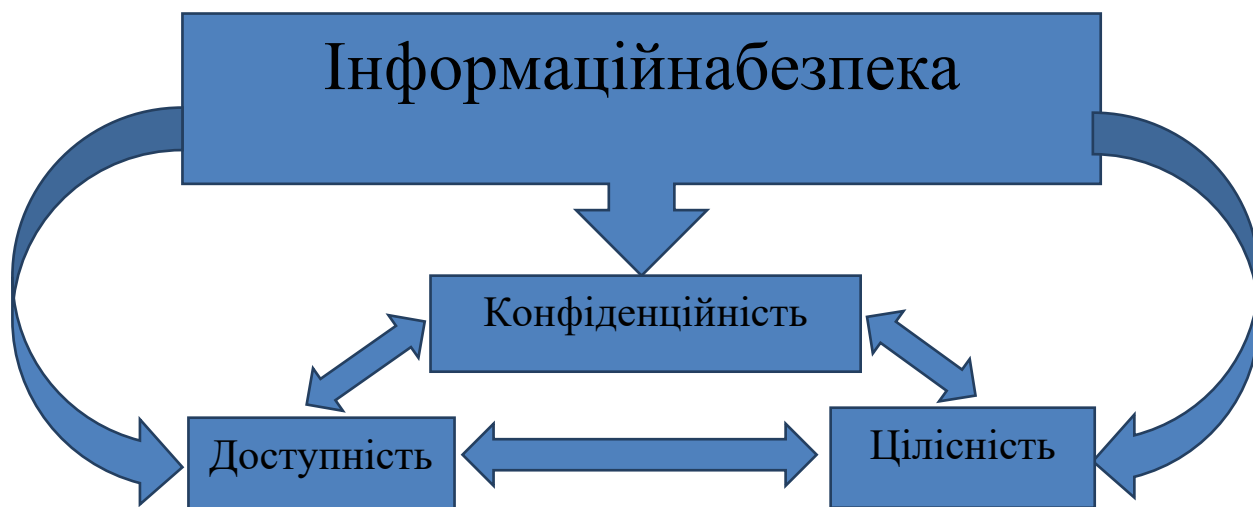 Інформаційнабезпека
Конфіденційність
Доступність
Цілісність